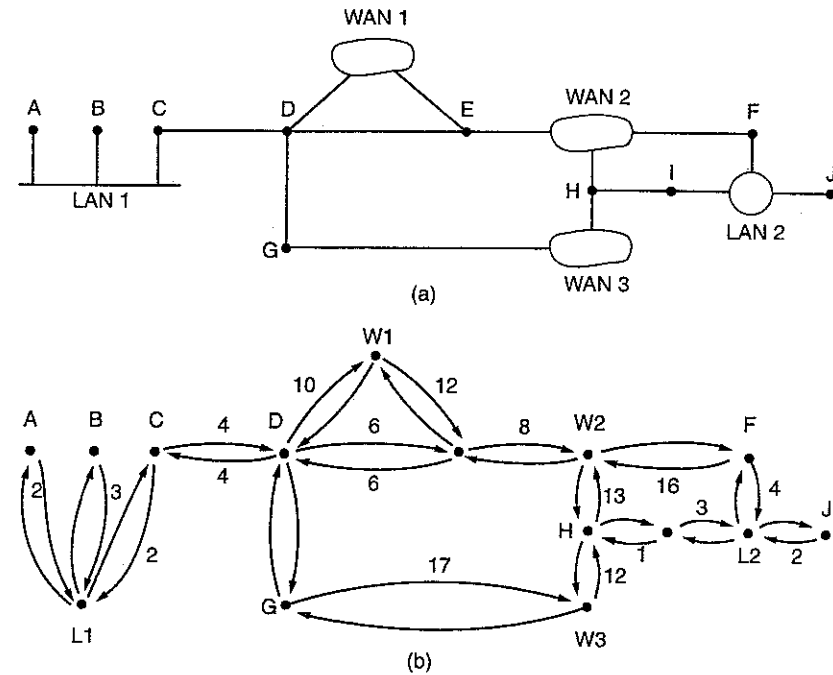 WAN 1
A B C D E WAN 2 F
LAN 1 H I J
LAN 2
G
WAN 3
(a)
W1
10 12
A B C 4 D 6 8 W2 F
2 3 4 6 13 16 4
2 H 3 J
1 L2 2
G 17 12
L1 W3
(b)